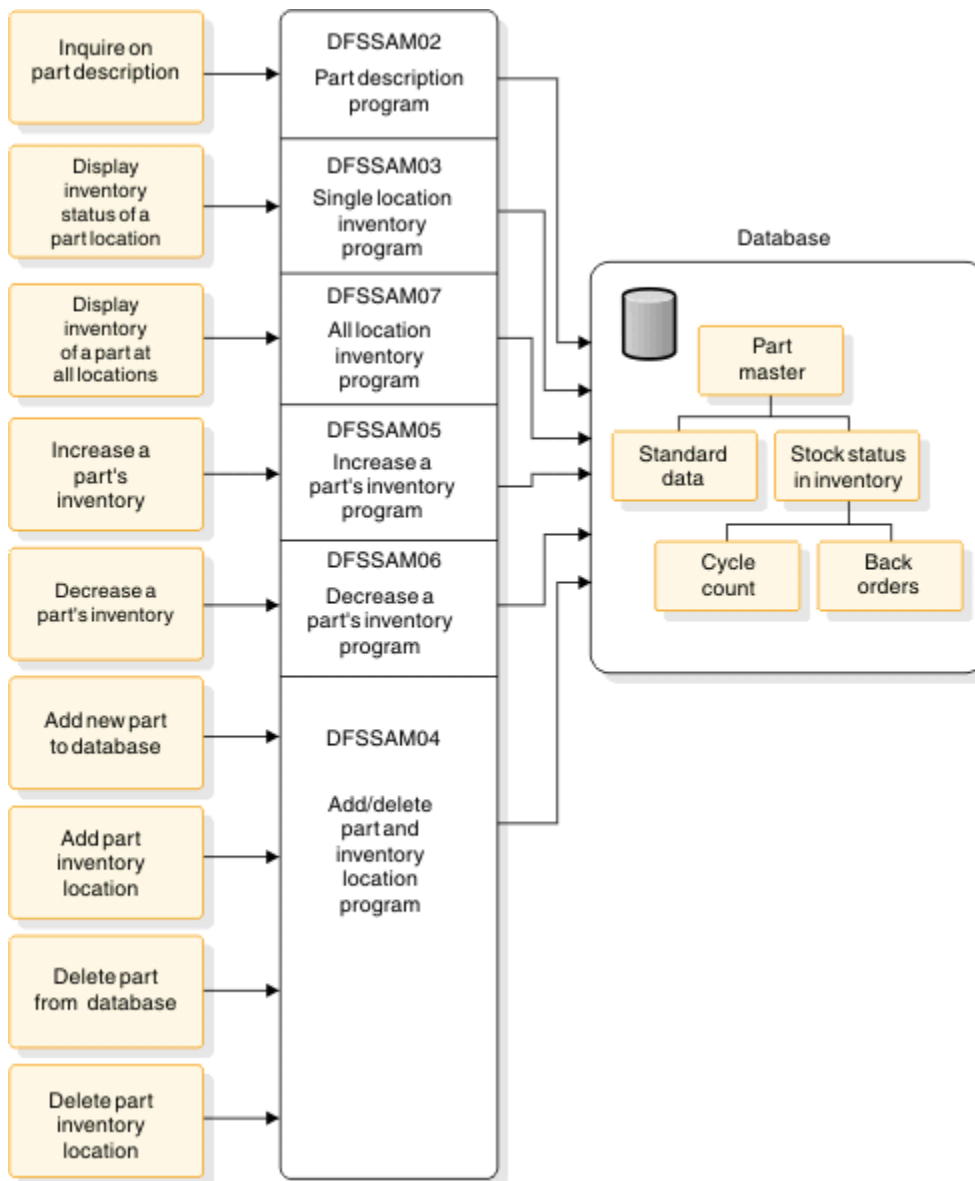 Inquire on
part description
Display
inventory
status of a
part location
Display
inventory
of a part at
all locations
Increase a
part's
inventory
Decrease a
part's inventory
Add new part
to database
Add part
inventory
location
Delete part
from database
Delete part
inventory
location
DFSSAM02
Part description
program
DFSSAM03
Single location
inventory
program
DFSSAM07
All location
inventory
program
DFSSAM05
Increase a
part's inventory
program
DFSSAM06
Decrease a
part's inventory
program
DFSSAM04
Add/delete
part and
inventory
location
program
Database
Part
master
Standard
data
Stock status
in inventory
Cycle
count
Back
orders